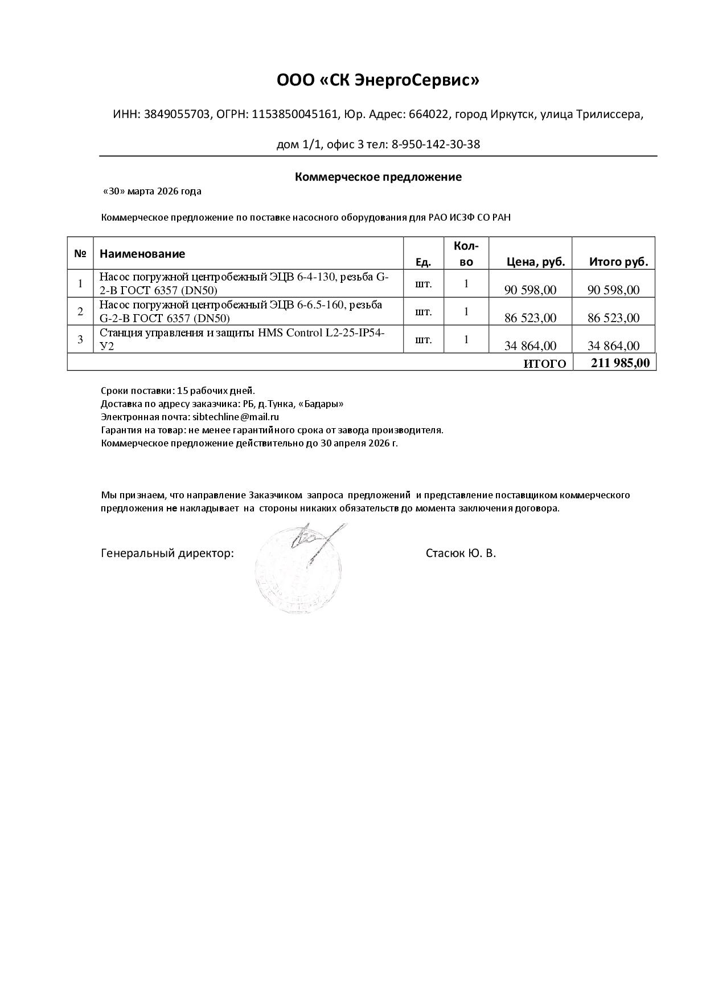 ООО «СК ЭнергоСервис»
ИНН: 3849055703, ОГРН: 1153850045161, Юр. Адрес: 664022, город Иркутск, улица Трилиссера,
дом 1/1, офис 3 тел: 8-950-142-30-38
Коммерческое предложение
«30» марта 2026 года
Коммерческое предложение по поставке насосного оборудования для РАО ИСЗФ СО РАН
№ Наименование Ед. Кол-во Цена, руб. Итого руб.
1 Насос погружной центробежный ЭЦВ 6-4-130, резьба G-
2-В ГОСТ 6357 (DN50) шт. 1 90 598,00 90 598,00
2 Насос погружной центробежный ЭЦВ 6-6.5-160, резьба
G-2-В ГОСТ 6357 (DN50) шт. 1 86 523,00 86 523,00
3 Станция управления и защиты HMS Control L2-25-IP54-
У2 шт. 1 34 864,00 34 864,00
ИТОГО 211 985,00
Сроки поставки: 15 рабочих дней.
Доставка по адресу заказчика: РБ, д.Тунка, «Бадары»
Электронная почта: sibtechline@mail.ru
Гарантия на товар: не менее гарантийного срока от завода производителя.
Коммерческое предложение действительно до 30 апреля 2026 г.
Мы признаем, что направление Заказчиком запроса предложений и представление поставщиком коммерческого
предложения не накладывает на стороны никаких обязательств до момента заключения договора.
Генеральный директор: Стасюк Ю. В.